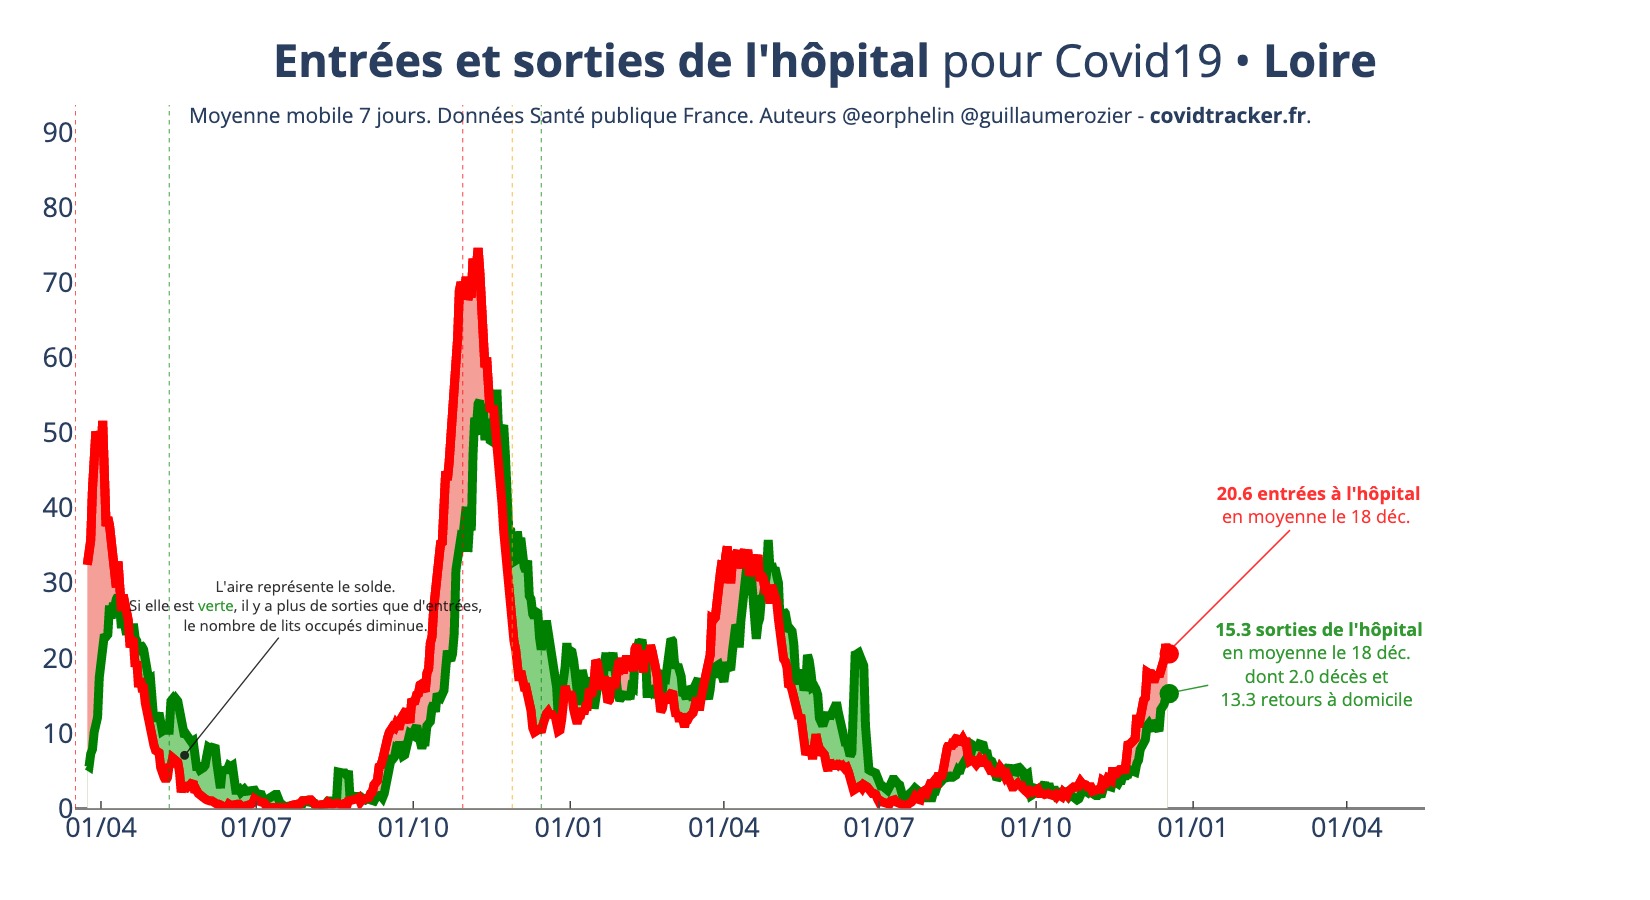 Entrées et sorties de l'hôpital pour Covid19 • Loire
Moyenne mobile 7 jours. Données Santé publique France. Auteurs @eorphelin @guillaumerozier - covidtracker.fr.
90
80
70
60
50
40
30
20
10
0
L'aire représente le solde.
Si elle est verte, il y a plus de sorties que d'entrées,
le nombre de lits occupés diminue.
20.6 entrées à l'hôpital
en moyenne le 18 déc.
15.3 sorties de l'hôpital
en moyenne le 18 déc.
dont 2.0 décès et
13.3 retours à domicile
01/04 01/07 01/10 01/01 01/04 01/07 01/10 01/01 01/04